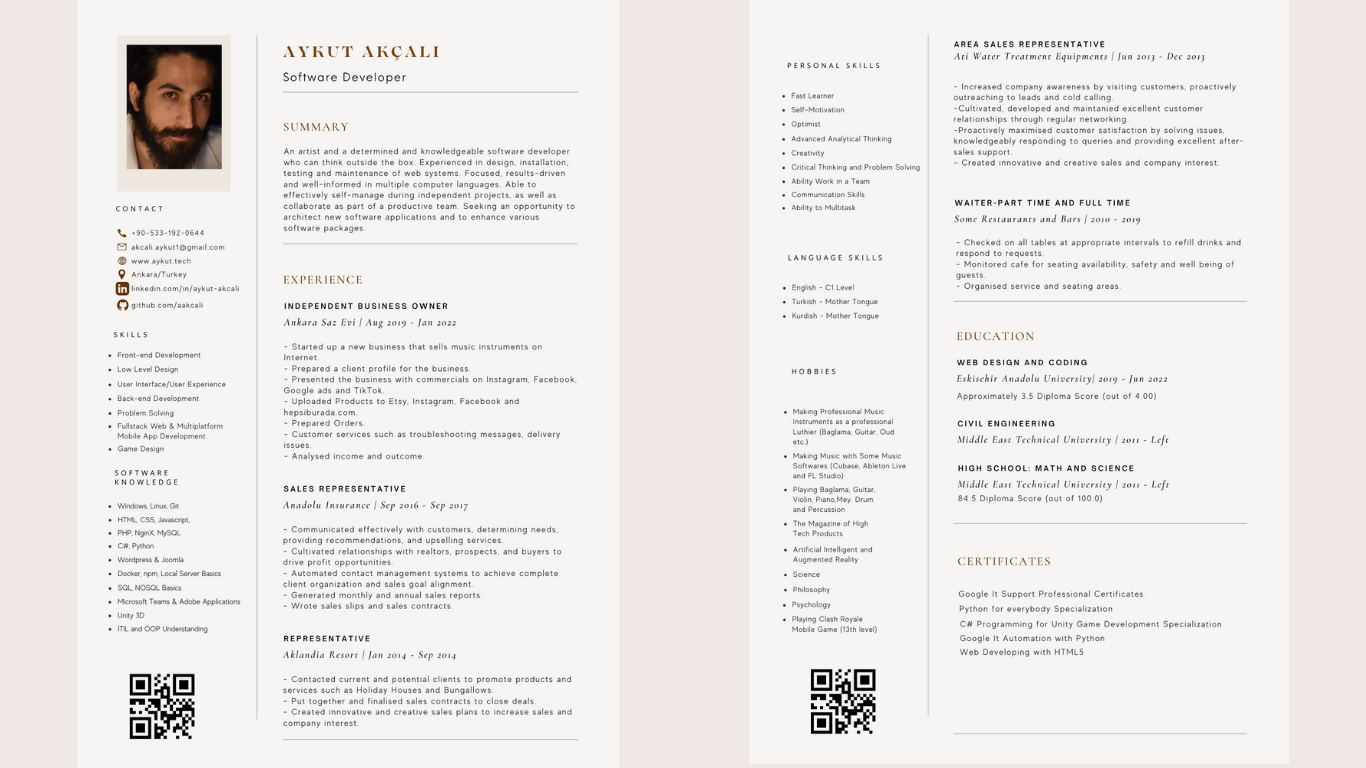 AYKUT AKÇALI
Software Developer
CONTACT
+90-533-192-0644
akcali.aykut1@gmail.com
www.aykut.tech
Ankara/Turkey
linkedin.com/in/aykut-akcali
github.com/aakcali
SKILLS
Front-end Development
Low Level Design
User Interface/User Experience
Back-end Development
Problem Solving
Fullstack Web & Multiplatform
Mobile App Development
Game Design
SOFTWARE
KNOWLEDGE
Windows, Linux, Git
HTML, CSS, Javascript,
PHP, NginX, MySQL
C#, Python
Wordpress & Joomla
Docker, npm, Local Server Basics
SQL, NOSQL Basics
Microsoft Teams & Adobe Applications
Unity 3D
ITIL and OOP Understanding
SUMMARY
An artist and a determined and knowledgeable software developer
who can think outside the box. Experienced in design, installation,
testing and maintenance of web systems. Focused, results-driven
and well-informed in multiple computer languages. Able to
effectively self-manage during independent projects, as well as
collaborate as part of a productive team. Seeking an opportunity to
architect new software applications and to enhance various
software packages.
EXPERIENCE
INDEPENDENT BUSINESS OWNER
Ankara Saz Evi | Aug 2019 - Jan 2022
- Started up a new business that sells music instruments on
Internet.
- Prepared a client profile for the business.
- Presented the business with commercials on Instagram, Facebook,
Google ads and TikTok.
- Uploaded Products to Etsy, Instagram, Facebook and
hepsiburada.com.
- Prepared Orders.
- Customer services such as troubleshooting messages, delivery
issues.
- Analysed income and outcome.
SALES REPRESENTATIVE
Anadolu Insurance | Sep 2016 - Sep 2017
- Communicated effectively with customers, determining needs,
providing recommendations, and upselling services.
- Cultivated relationships with realtors, prospects, and buyers to
drive profit opportunities.
- Automated contact management systems to achieve complete
client organization and sales goal alignment.
- Generated monthly and annual sales reports.
- Wrote sales slips and sales contracts.
REPRESENTATIVE
Aklandia Resort | Jan 2014 - Sep 2014
- Contacted current and potential clients to promote products and
services such as Holiday Houses and Bungallows.
- Put together and finalised sales contracts to close deals.
- Created innovative and creative sales plans to increase sales and
company interest.
PERSONAL SKILLS
Fast Learner
Self-Motivation
Optimist
Advanced Analytical Thinking
Creativity
Critical Thinking and Problem Solving
Ability Work in a Team
Communication Skills
Ability to Multitask
LANGUAGE SKILLS
English - C1 Level
Turkish - Mother Tongue
Kurdish - Mother Tongue
HOBBIES
Making Professional Music
Instruments as a professional
Luthier (Baglama, Guitar, Oud
etc.)
Making Music with Some Music
Softwares (Cubase, Ableton Live
and FL Studio)
Playing Baglama, Guitar,
Violin, Piano,Mey. Drum
and Percussion
The Magazine of High
Tech Products
Artificial Intelligent and
Augmented Reality
Science
Philosophy
Psychology
Playing Clash Royale
Mobile Game (13th level)
AREA SALES REPRESENTATIVE
Ati Water Treatment Equipments | Jun 2013 - Dec 2013
- Increased company awareness by visiting customers, proactively
outreaching to leads and cold calling.
-Cultivated, developed and maintanied excellent customer
relationships through regular networking.
-Proactively maximised customer satisfaction by solving issues,
knowledgeably responding to queries and providing excellent after-
sales support.
- Created innovative and creative sales and company interest.
WAITER-PART TIME AND FULL TIME
Some Restaurants and Bars | 2010 - 2019
- Checked on all tables at appropriate intervals to refill drinks and
respond to requests.
- Monitored cafe for seating availability, safety and well being of
guests.
- Organised service and seating areas.
EDUCATION
WEB DESIGN AND CODING
Eskisehir Anadolu University| 2019 - Jun 2022
Approximately 3.5 Diploma Score (out of 4.00)
CIVIL ENGINEERING
Middle East Technical University | 2011 - Left
HIGH SCHOOL: MATH AND SCIENCE
Middle East Technical University | 2011 - Left
84.5 Diploma Score (out of 100.0)
CERTIFICATES
Google It Support Professional Certificates
Python for everybody Specialization
C# Programming for Unity Game Development Specialization
Google It Automation with Python
Web Developing with HTML5